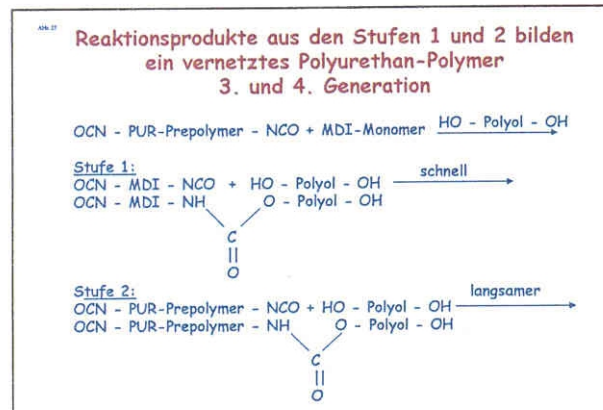 Abb. 27
Reaktionsprodukte aus den Stufen 1 und 2 bilden
ein vernetztes Polyurethan-Polymer
3. und 4. Generation
OCN - PUR-Prepolymer - NCO + MDI-Monomer HO - Polyol - OH
Stufe 1:
OCN - MDI - NCO + HO - Polyol - OH schnell
OCN - MDI - NH O - Polyol - OH
C
O
Stufe 2:
OCN - PUR-Prepolymer - NCO + HO - Polyol - OH langsamer
OCN - PUR-Prepolymer - NH O - Polyol - OH
C
O